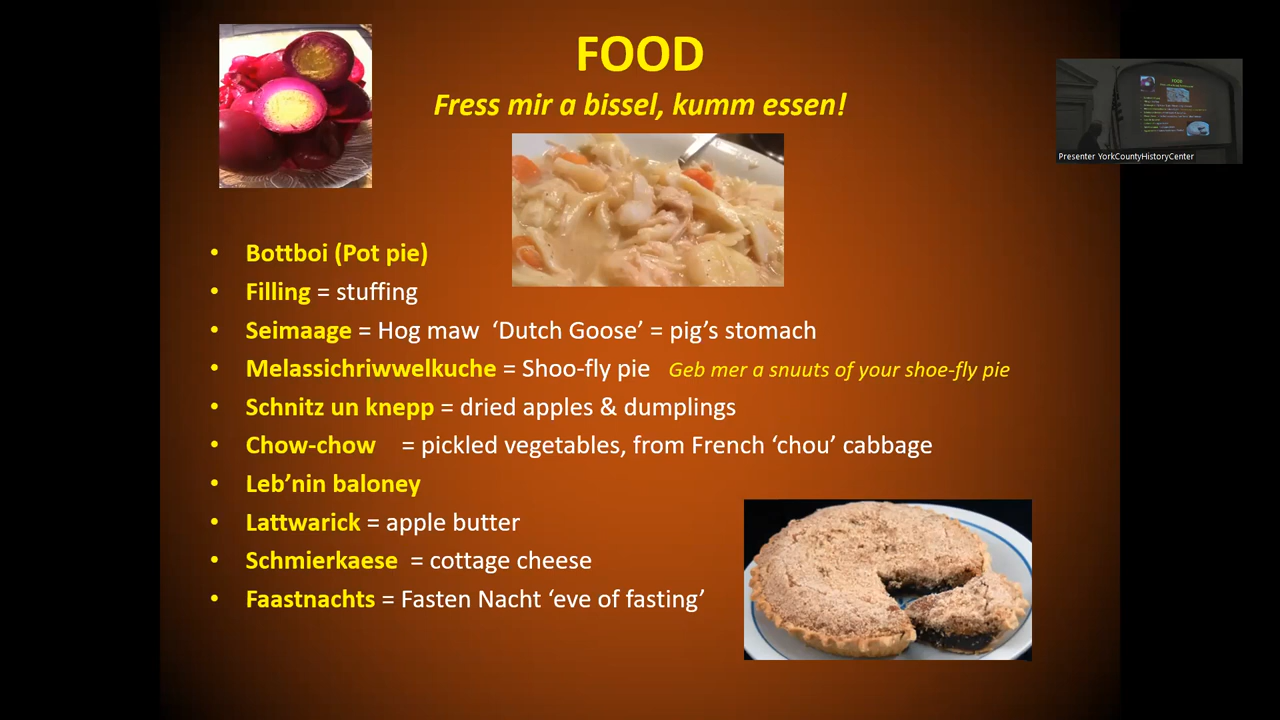 FOOD
Fress mir a bissel, kumm essen!
Presenter YorkCountyHistoryCenter
• Bottboi (Pot pie)
• Filling = stuffing
• Seimaage = Hog maw ‘Dutch Goose’ = pig’s stomach
• Melassichriwwelkuche = Shoo-fly pie Geb mer a snuuts of your shoe-fly pie
• Schnitz un knepp = dried apples & dumplings
• Chow-chow = pickled vegetables, from French ‘chou’ cabbage
• Leb’nin baloney
• Lattwarick = apple butter
• Schmierkaese = cottage cheese
• Faastnachts = Fasten Nacht ‘eve of fasting’